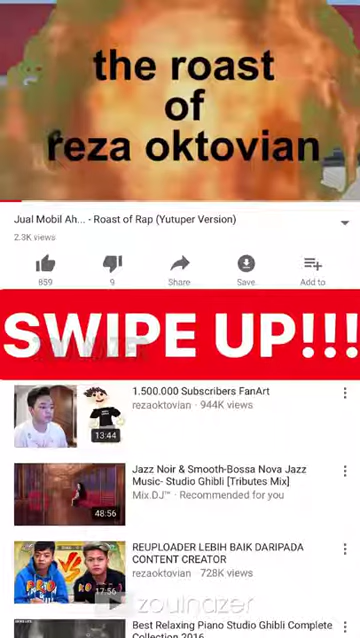 the roast
of
reza oktovian
Jual Mobil Ah... - Roast of Rap (Yutuper Version)
2.3K views
859
9
Share
Save
Add to
SWIPE UP!!!
1.500.000 Subscribers FanArt
rezaoktovian · 944K views
13:44
Jazz Noir & Smooth-Bossa Nova Jazz
Music- Studio Ghibli [Tributes Mix]
Mix.DJ™ · Recommended for you
48:56
REUPLOADER LEBIH BAIK DARIPADA
CONTENT CREATOR
rezaoktovian · 728K views
VS
17:56
zoulnazer
Best Relaxing Piano Studio Ghibli Complete
Collection 2016